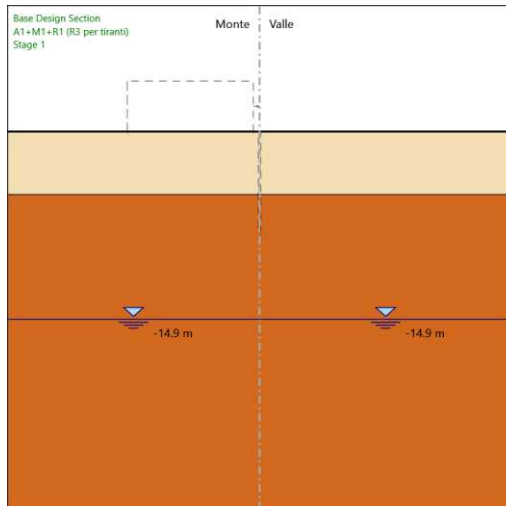 Base Design Section
A1+M1+R1 (R3 per tiranti)
Stage 1
Monte Valle
-14.9 m -14.9 m